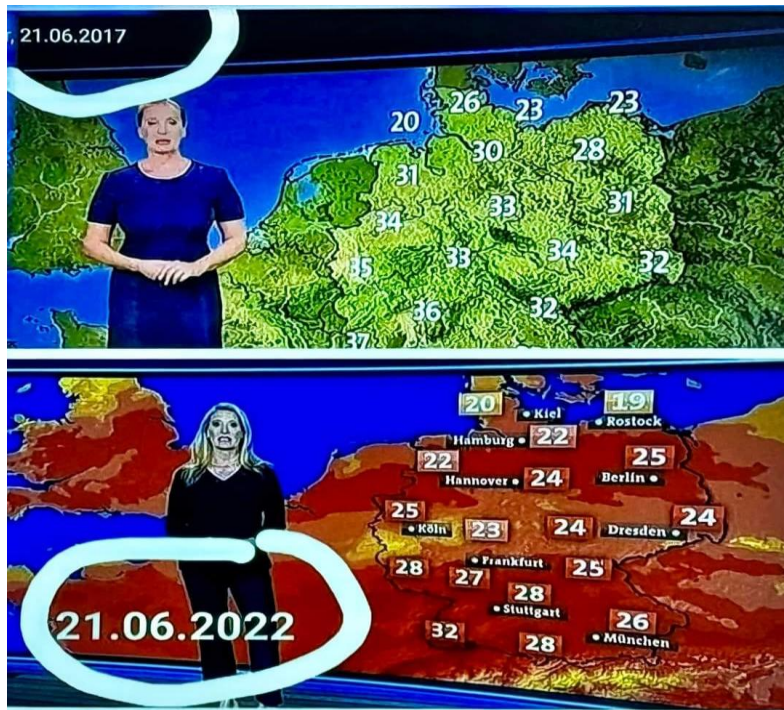 , 21.06.2017
26 23 23
20
30 28
31
33 31
34
34
35 33 32
36 32
37
20 Kiel 19
Rostock
Hamburg 22
22 25
Hannover 24 Berlin
25 24
Köln 23 24 Dresden
Frankfurt
28 27 25
28
Stuttgart
26
32 28 München
21.06.2022